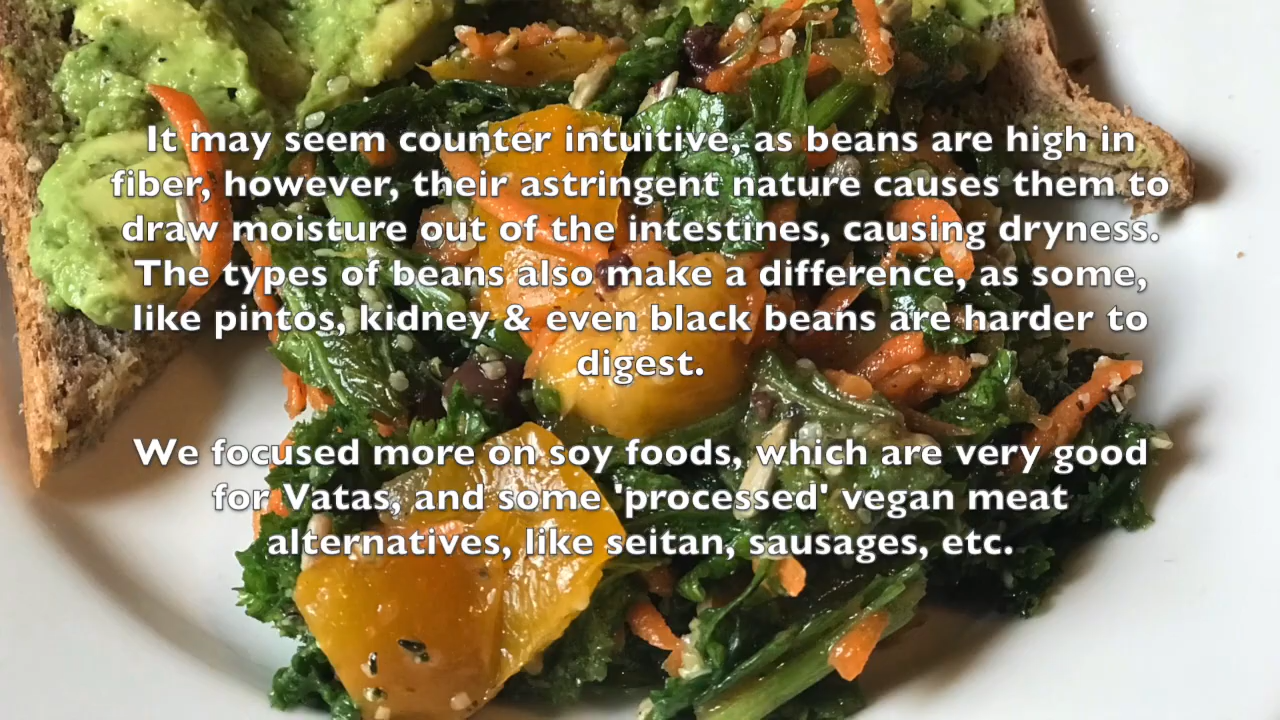 It may seem counter intuitive, as beans are high in
fiber, however, their astringent nature causes them to
draw moisture out of the intestines, causing dryness.
The types of beans also make a difference, as some,
like pintos, kidney & even black beans are harder to
digest.
We focused more on soy foods, which are very good
for Vatas, and some 'processed' vegan meat
alternatives, like seitan, sausages, etc.